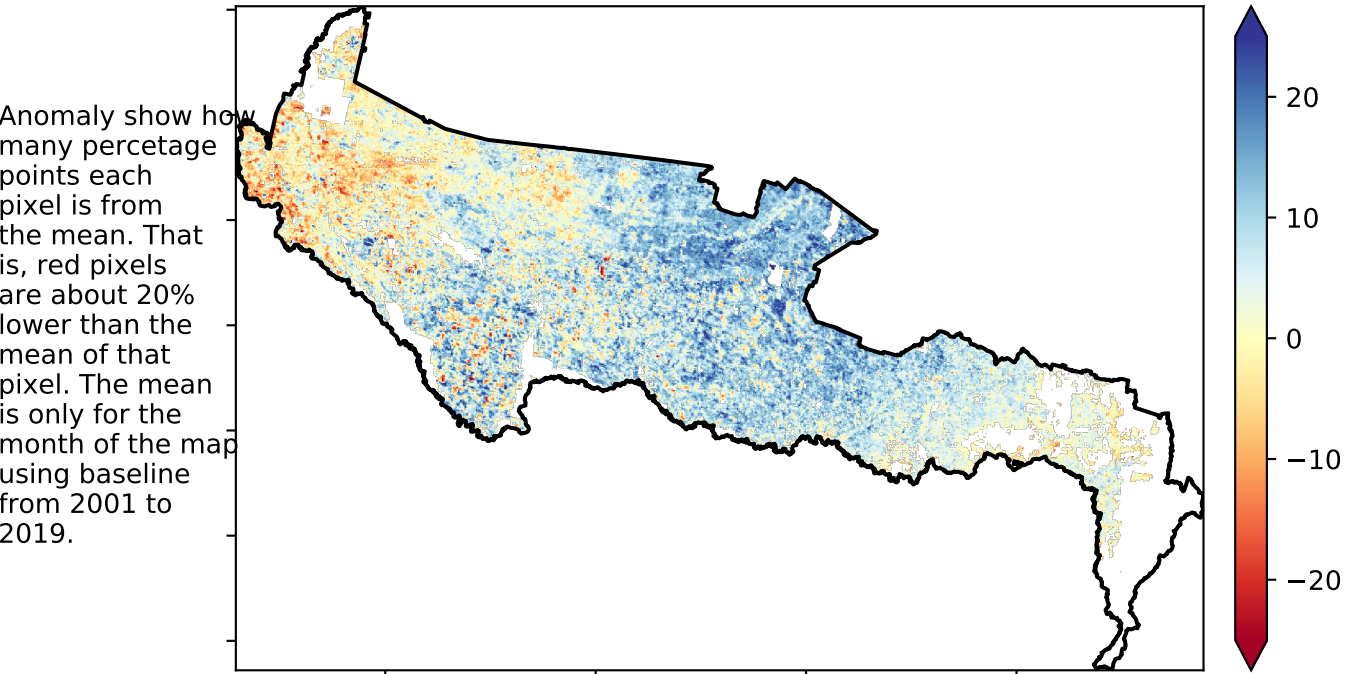 Anomaly show how
many percetage
points each
pixel is from
the mean. That
is, red pixels
are about 20%
lower than the
mean of that
pixel. The mean
is only for the
month of the map
using baseline
from 2001 to
2019.
20
10
0
−10
−20